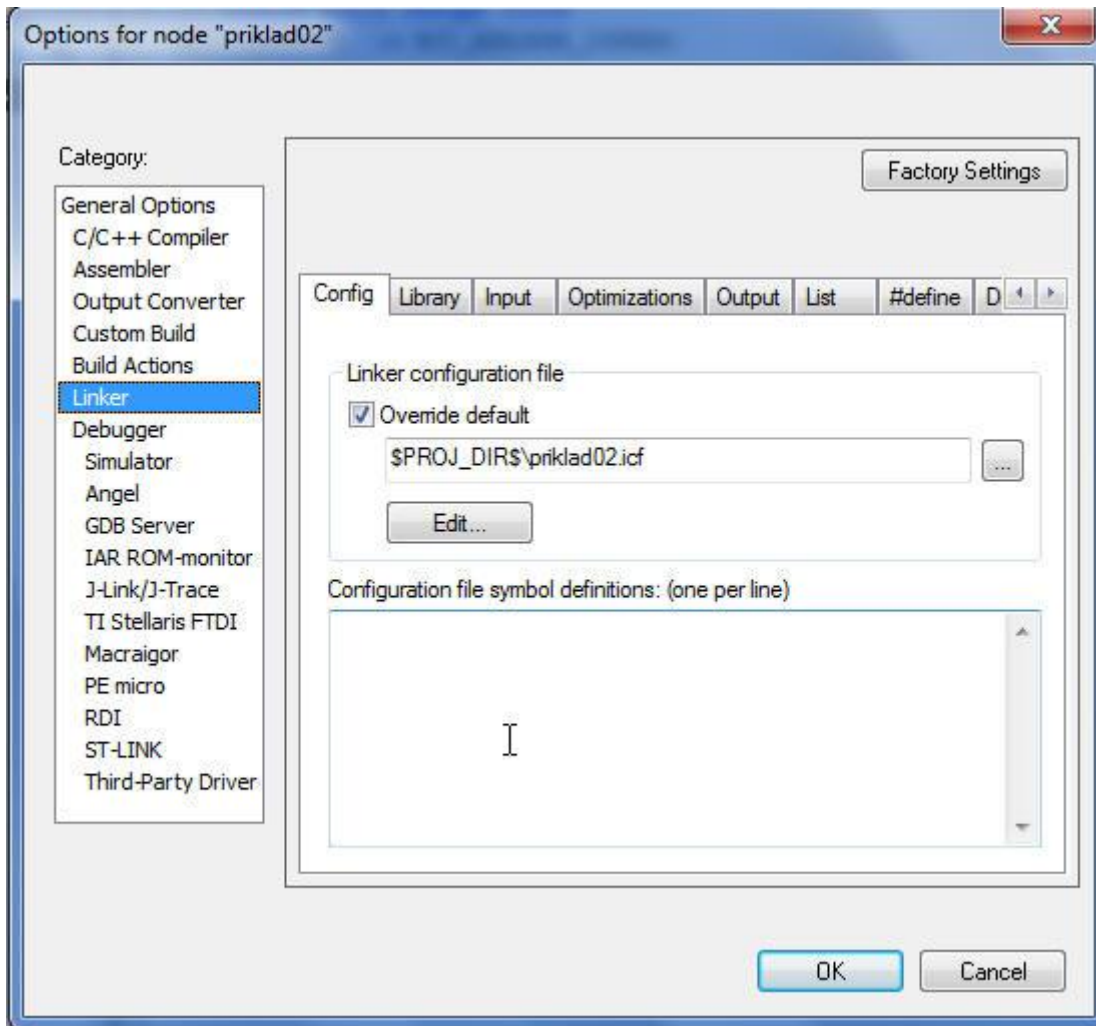 Options for node "priklad02"
Category:
General Options
C/C++ Compiler
Assembler
Output Converter
Custom Build
Build Actions
Linker
Debugger
Simulator
Angel
GDB Server
IAR ROM-monitor
J-Link/J-Trace
TI Stellaris FTDI
Macraigor
PE micro
RDI
ST-LINK
Third-Party Driver
Factory Settings
Config Library Input Optimizations Output List #define D
Linker configuration file
Override default
$PROJ_DIR$\priklad02.icf
...
Edit...
Configuration file symbol definitions: (one per line)
OK Cancel